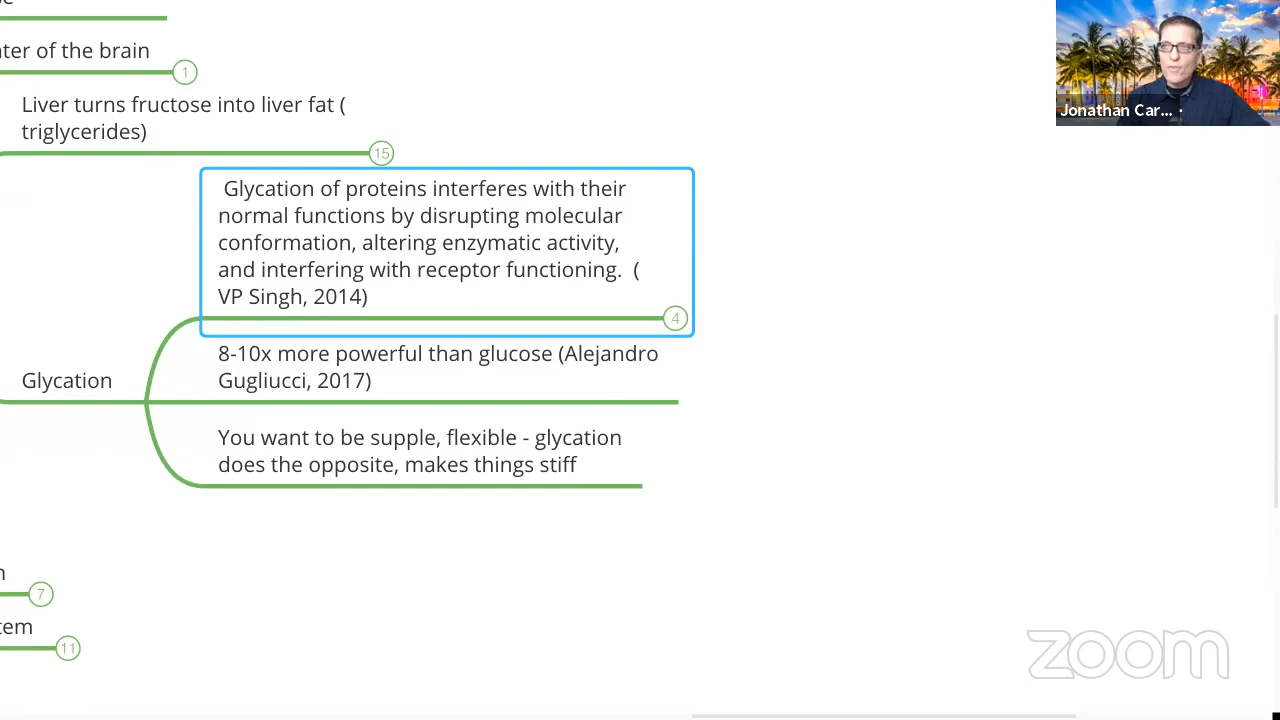 ter of the brain
1
Liver turns fructose into liver fat (
triglycerides)
15
Glycation of proteins interferes with their
normal functions by disrupting molecular
conformation, altering enzymatic activity,
and interfering with receptor functioning. (
VP Singh, 2014)
4
8-10x more powerful than glucose (Alejandro
Gugliucci, 2017)
Glycation
You want to be supple, flexible - glycation
does the opposite, makes things stiff
7
tem
11
Jonathan Car...
zoom